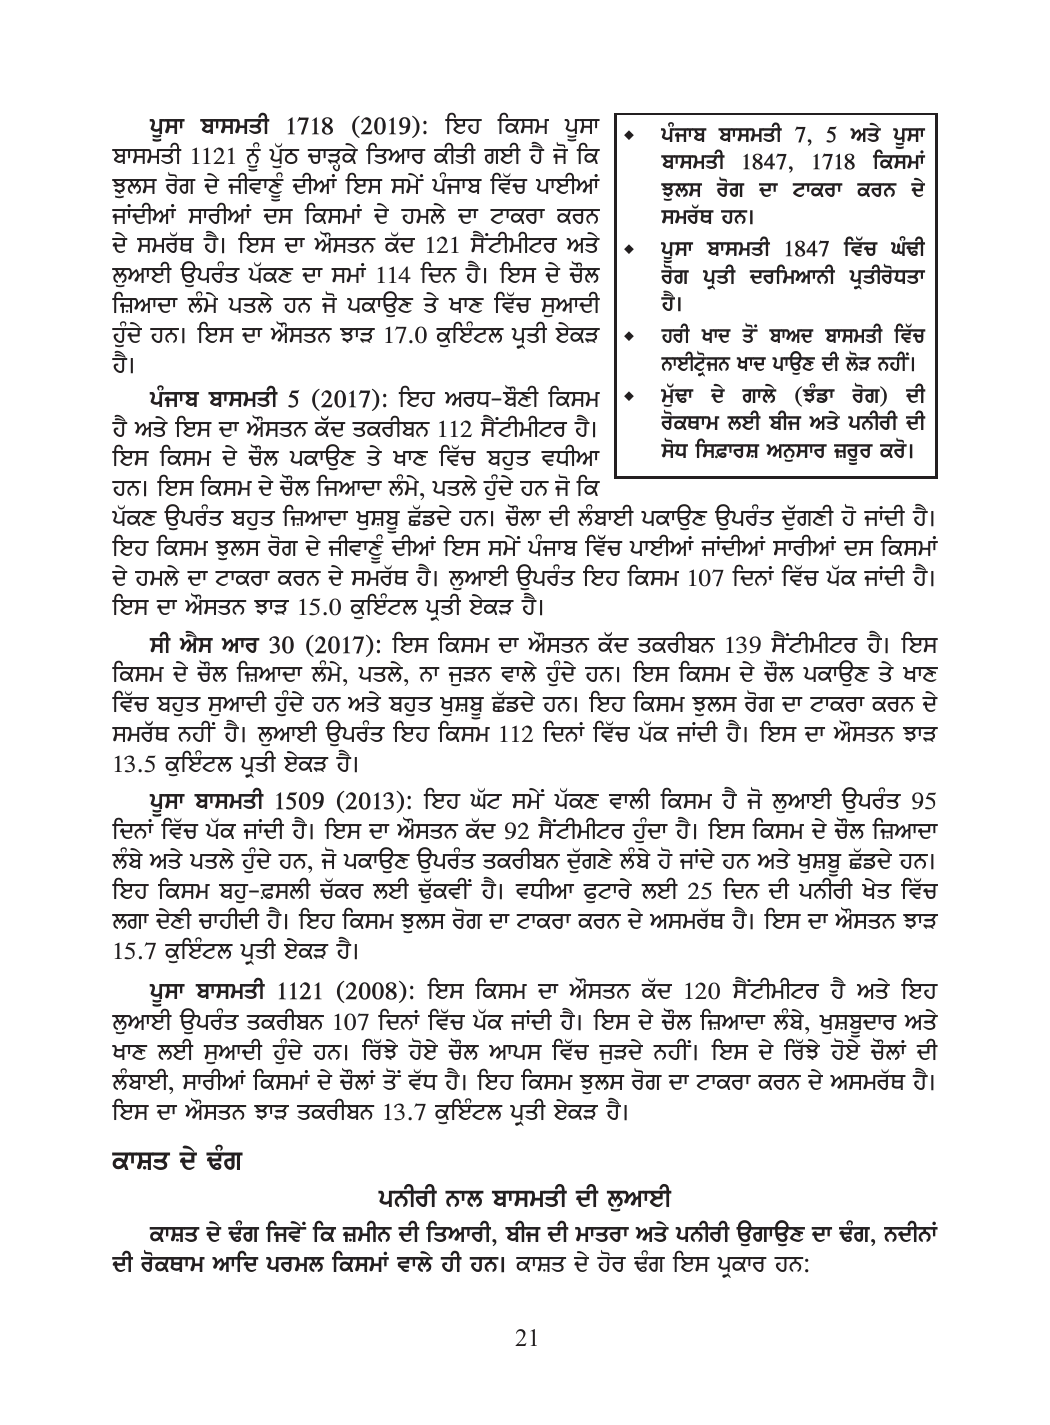 ਪੂਸਾ ਬਾਸਮਤੀ 1718 (2019): ਇਹ ਕਿਸਮ ਪੂਸਾ
ਬਾਸਮਤੀ 1121 ਨੂੰ ਪੁੱਠ ਚਾੜ੍ਹਕੇ ਤਿਆਰ ਕੀਤੀ ਗਈ ਹੈ ਜੋ ਕਿ
ਝੁਲਸ ਰੋਗ ਦੇ ਜੀਵਾਣੂੰ ਦੀਆਂ ਇਸ ਸਮੇਂ ਪੰਜਾਬ ਵਿੱਚ ਪਾਈਆਂ
ਜਾਂਦੀਆਂ ਸਾਰੀਆਂ ਦਸ ਕਿਸਮਾਂ ਦੇ ਹਮਲੇ ਦਾ ਟਾਕਰਾ ਕਰਨ
ਦੇ ਸਮਰੱਥ ਹੈ। ਇਸ ਦਾ ਔਸਤਨ ਕੱਦ 121 ਸੈਂਟੀਮੀਟਰ ਅਤੇ
ਲੁਆਈ ਉਪਰੰਤ ਪੱਕਣ ਦਾ ਸਮਾਂ 114 ਦਿਨ ਹੈ। ਇਸ ਦੇ ਚੌਲ
ਜ਼ਿਆਦਾ ਲੰਮੇ ਪਤਲੇ ਹਨ ਜੋ ਪਕਾਉਣ ਤੇ ਖਾਣ ਵਿੱਚ ਸੁਆਦੀ
ਹੁੰਦੇ ਹਨ। ਇਸ ਦਾ ਔਸਤਨ ਝਾੜ 17.0 ਕੁਇੰਟਲ ਪ੍ਰਤੀ ਏਕੜ
ਹੈ।
◆ ਪੰਜਾਬ ਬਾਸਮਤੀ 7, 5 ਅਤੇ ਪੂਸਾ
ਬਾਸਮਤੀ 1847, 1718 ਕਿਸਮਾਂ
ਝੁਲਸ ਰੋਗ ਦਾ ਟਾਕਰਾ ਕਰਨ ਦੇ
ਸਮਰੱਥ ਹਨ।
◆ ਪੂਸਾ ਬਾਸਮਤੀ 1847 ਵਿੱਚ ਘੰਢੀ
ਰੋਗ ਪ੍ਰਤੀ ਦਰਮਿਆਨੀ ਪ੍ਰਤੀਰੋਧਤਾ
ਹੈ।
◆ ਹਰੀ ਖਾਦ ਤੋਂ ਬਾਅਦ ਬਾਸਮਤੀ ਵਿੱਚ
ਨਾਈਟ੍ਰੋਜਨ ਖਾਦ ਪਾਉਣ ਦੀ ਲੋੜ ਨਹੀਂ।
◆ ਮੁੱਢਾ ਦੇ ਗਾਲੇ (ਝੰਡਾ ਰੋਗ) ਦੀ
ਰੋਕਥਾਮ ਲਈ ਬੀਜ ਅਤੇ ਪਨੀਰੀ ਦੀ
ਸੋਧ ਸਿਫ਼ਾਰਸ਼ ਅਨੁਸਾਰ ਜ਼ਰੂਰ ਕਰੋ।
ਪੰਜਾਬ ਬਾਸਮਤੀ 5 (2017): ਇਹ ਅਰਧ-ਬੌਣੀ ਕਿਸਮ
ਹੈ ਅਤੇ ਇਸ ਦਾ ਔਸਤਨ ਕੱਦ ਤਕਰੀਬਨ 112 ਸੈਂਟੀਮੀਟਰ ਹੈ।
ਇਸ ਕਿਸਮ ਦੇ ਚੌਲ ਪਕਾਉਣ ਤੇ ਖਾਣ ਵਿੱਚ ਬਹੁਤ ਵਧੀਆ
ਹਨ। ਇਸ ਕਿਸਮ ਦੇ ਚੌਲ ਜਿਆਦਾ ਲੰਮੇ, ਪਤਲੇ ਹੁੰਦੇ ਹਨ ਜੋ ਕਿ
ਪੱਕਣ ਉਪਰੰਤ ਬਹੁਤ ਜ਼ਿਆਦਾ ਖੁਸ਼ਬੂ ਛੱਡਦੇ ਹਨ। ਚੌਲਾ ਦੀ ਲੰਬਾਈ ਪਕਾਉਣ ਉਪਰੰਤ ਦੁੱਗਣੀ ਹੋ ਜਾਂਦੀ ਹੈ।
ਇਹ ਕਿਸਮ ਝੁਲਸ ਰੋਗ ਦੇ ਜੀਵਾਣੂੰ ਦੀਆਂ ਇਸ ਸਮੇਂ ਪੰਜਾਬ ਵਿੱਚ ਪਾਈਆਂ ਜਾਂਦੀਆਂ ਸਾਰੀਆਂ ਦਸ ਕਿਸਮਾਂ
ਦੇ ਹਮਲੇ ਦਾ ਟਾਕਰਾ ਕਰਨ ਦੇ ਸਮਰੱਥ ਹੈ। ਲੁਆਈ ਉਪਰੰਤ ਇਹ ਕਿਸਮ 107 ਦਿਨਾਂ ਵਿੱਚ ਪੱਕ ਜਾਂਦੀ ਹੈ।
ਇਸ ਦਾ ਔਸਤਨ ਝਾੜ 15.0 ਕੁਇੰਟਲ ਪ੍ਰਤੀ ਏਕੜ ਹੈ।
ਸੀ ਐਸ ਆਰ 30 (2017): ਇਸ ਕਿਸਮ ਦਾ ਔਸਤਨ ਕੱਦ ਤਕਰੀਬਨ 139 ਸੈਂਟੀਮੀਟਰ ਹੈ। ਇਸ
ਕਿਸਮ ਦੇ ਚੌਲ ਜ਼ਿਆਦਾ ਲੰਮੇ, ਪਤਲੇ, ਨਾ ਜੁੜਨ ਵਾਲੇ ਹੁੰਦੇ ਹਨ। ਇਸ ਕਿਸਮ ਦੇ ਚੌਲ ਪਕਾਉਣ ਤੇ ਖਾਣ
ਵਿੱਚ ਬਹੁਤ ਸੁਆਦੀ ਹੁੰਦੇ ਹਨ ਅਤੇ ਬਹੁਤ ਖੁਸ਼ਬੂ ਛੱਡਦੇ ਹਨ। ਇਹ ਕਿਸਮ ਝੁਲਸ ਰੋਗ ਦਾ ਟਾਕਰਾ ਕਰਨ ਦੇ
ਸਮਰੱਥ ਨਹੀਂ ਹੈ। ਲੁਆਈ ਉਪਰੰਤ ਇਹ ਕਿਸਮ 112 ਦਿਨਾਂ ਵਿੱਚ ਪੱਕ ਜਾਂਦੀ ਹੈ। ਇਸ ਦਾ ਔਸਤਨ ਝਾੜ
13.5 ਕੁਇੰਟਲ ਪ੍ਰਤੀ ਏਕੜ ਹੈ।
ਪੂਸਾ ਬਾਸਮਤੀ 1509 (2013): ਇਹ ਘੱਟ ਸਮੇਂ ਪੱਕਣ ਵਾਲੀ ਕਿਸਮ ਹੈ ਜੋ ਲੁਆਈ ਉਪਰੰਤ 95
ਦਿਨਾਂ ਵਿੱਚ ਪੱਕ ਜਾਂਦੀ ਹੈ। ਇਸ ਦਾ ਔਸਤਨ ਕੱਦ 92 ਸੈਂਟੀਮੀਟਰ ਹੁੰਦਾ ਹੈ। ਇਸ ਕਿਸਮ ਦੇ ਚੌਲ ਜ਼ਿਆਦਾ
ਲੰਬੇ ਅਤੇ ਪਤਲੇ ਹੁੰਦੇ ਹਨ, ਜੋ ਪਕਾਉਣ ਉਪਰੰਤ ਤਕਰੀਬਨ ਦੁੱਗਣੇ ਲੰਬੇ ਹੋ ਜਾਂਦੇ ਹਨ ਅਤੇ ਖੁਸ਼ਬੂ ਛੱਡਦੇ ਹਨ।
ਇਹ ਕਿਸਮ ਬਹੁ-ਫ਼ਸਲੀ ਚੱਕਰ ਲਈ ਢੁੱਕਵੀਂ ਹੈ। ਵਧੀਆ ਫੁਟਾਰੇ ਲਈ 25 ਦਿਨ ਦੀ ਪਨੀਰੀ ਖੇਤ ਵਿੱਚ
ਲਗਾ ਦੇਣੀ ਚਾਹੀਦੀ ਹੈ। ਇਹ ਕਿਸਮ ਝੁਲਸ ਰੋਗ ਦਾ ਟਾਕਰਾ ਕਰਨ ਦੇ ਅਸਮਰੱਥ ਹੈ। ਇਸ ਦਾ ਔਸਤਨ ਝਾੜ
15.7 ਕੁਇੰਟਲ ਪ੍ਰਤੀ ਏਕੜ ਹੈ।
ਪੂਸਾ ਬਾਸਮਤੀ 1121 (2008): ਇਸ ਕਿਸਮ ਦਾ ਔਸਤਨ ਕੱਦ 120 ਸੈਂਟੀਮੀਟਰ ਹੈ ਅਤੇ ਇਹ
ਲੁਆਈ ਉਪਰੰਤ ਤਕਰੀਬਨ 107 ਦਿਨਾਂ ਵਿੱਚ ਪੱਕ ਜਾਂਦੀ ਹੈ। ਇਸ ਦੇ ਚੌਲ ਜ਼ਿਆਦਾ ਲੰਬੇ, ਖੁਸ਼ਬੂਦਾਰ ਅਤੇ
ਖਾਣ ਲਈ ਸੁਆਦੀ ਹੁੰਦੇ ਹਨ। ਰਿੱਝੇ ਹੋਏ ਚੌਲ ਆਪਸ ਵਿੱਚ ਜੁੜਦੇ ਨਹੀਂ। ਇਸ ਦੇ ਰਿੱਝੇ ਹੋਏ ਚੌਲਾਂ ਦੀ
ਲੰਬਾਈ, ਸਾਰੀਆਂ ਕਿਸਮਾਂ ਦੇ ਚੌਲਾਂ ਤੋਂ ਵੱਧ ਹੈ। ਇਹ ਕਿਸਮ ਝੁਲਸ ਰੋਗ ਦਾ ਟਾਕਰਾ ਕਰਨ ਦੇ ਅਸਮਰੱਥ ਹੈ।
ਇਸ ਦਾ ਔਸਤਨ ਝਾੜ ਤਕਰੀਬਨ 13.7 ਕੁਇੰਟਲ ਪ੍ਰਤੀ ਏਕੜ ਹੈ।
ਕਾਸ਼ਤ ਦੇ ਢੰਗ
ਪਨੀਰੀ ਨਾਲ ਬਾਸਮਤੀ ਦੀ ਲੁਆਈ
ਕਾਸ਼ਤ ਦੇ ਢੰਗ ਜਿਵੇਂ ਕਿ ਜ਼ਮੀਨ ਦੀ ਤਿਆਰੀ, ਬੀਜ ਦੀ ਮਾਤਰਾ ਅਤੇ ਪਨੀਰੀ ਉਗਾਉਣ ਦਾ ਢੰਗ, ਨਦੀਨਾਂ
ਦੀ ਰੋਕਥਾਮ ਆਦਿ ਪਰਮਲ ਕਿਸਮਾਂ ਵਾਲੇ ਹੀ ਹਨ। ਕਾਸ਼ਤ ਦੇ ਹੋਰ ਢੰਗ ਇਸ ਪ੍ਰਕਾਰ ਹਨ:
21